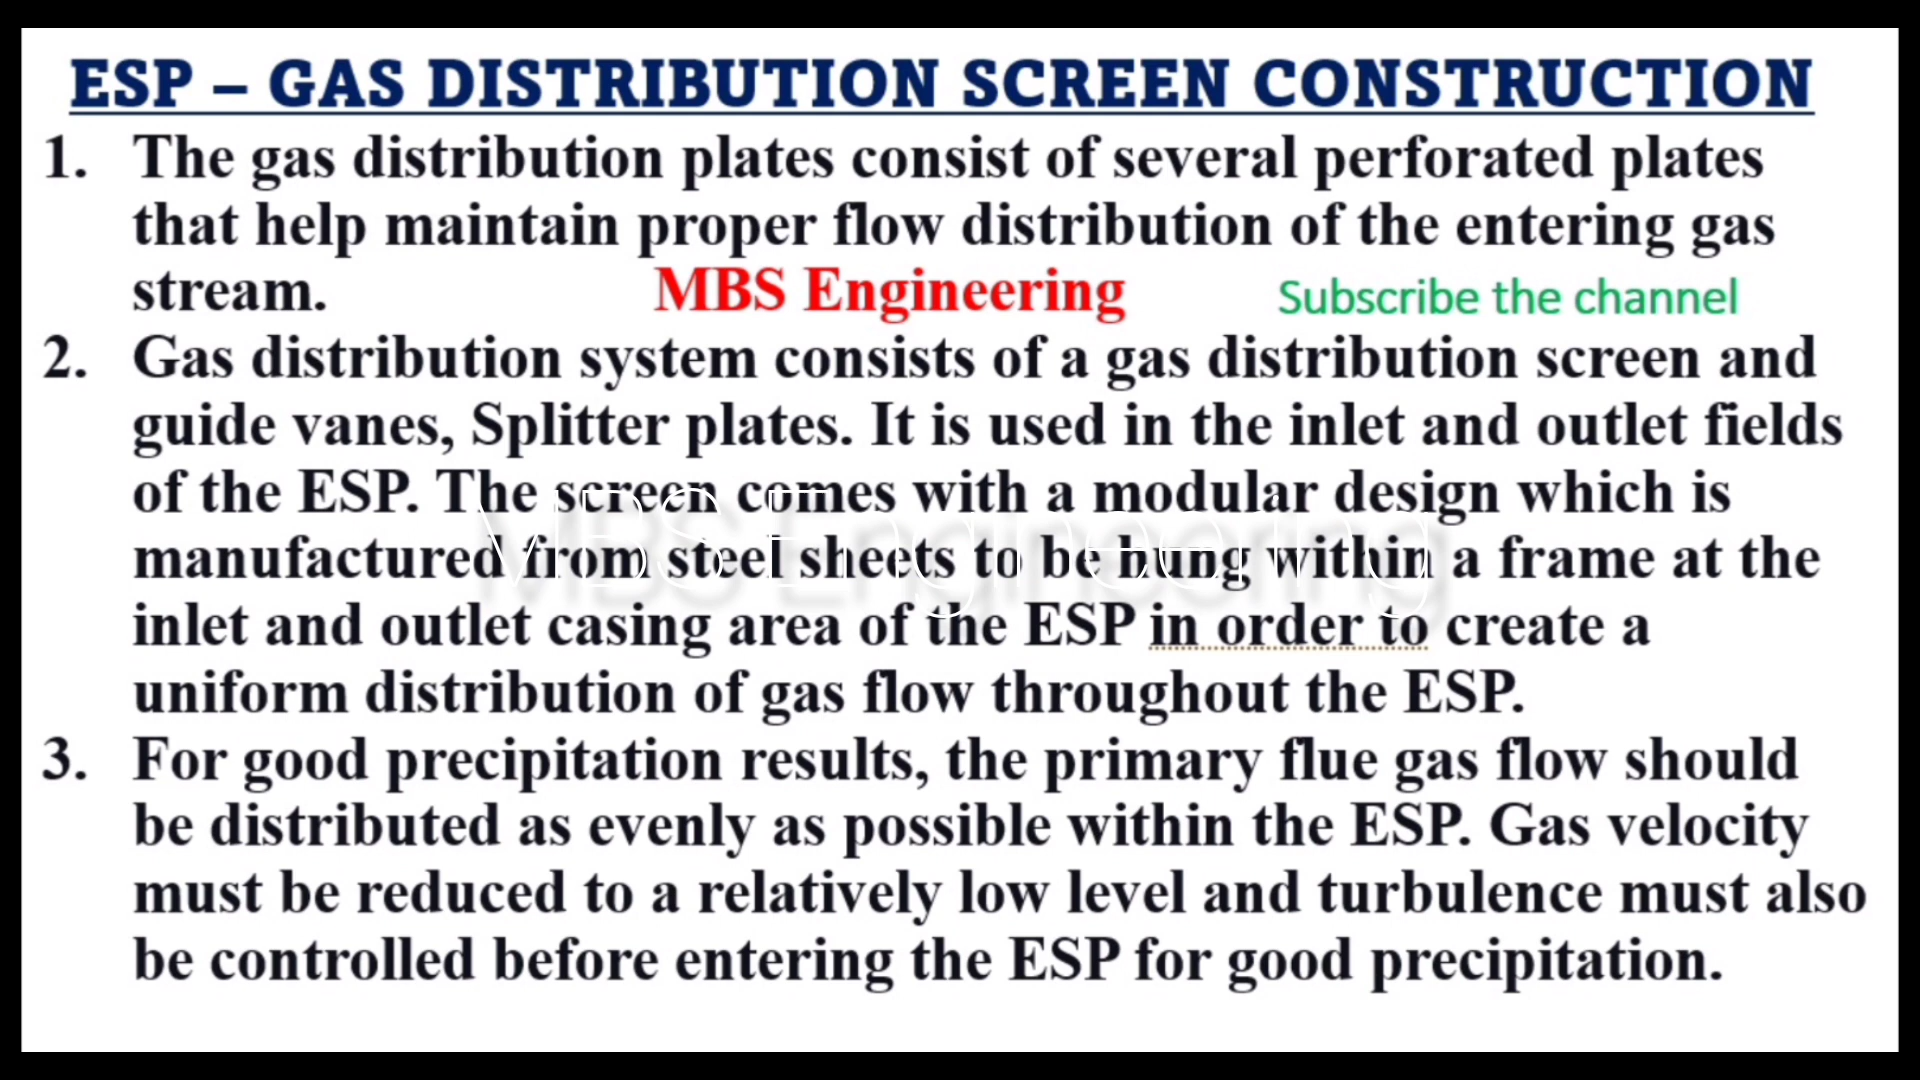 ESP – GAS DISTRIBUTION SCREEN CONSTRUCTION
1. The gas distribution plates consist of several perforated plates
that help maintain proper flow distribution of the entering gas
stream.
MBS Engineering
Subscribe the channel
2. Gas distribution system consists of a gas distribution screen and
guide vanes, Splitter plates. It is used in the inlet and outlet fields
of the ESP. The screen comes with a modular design which is
manufactured from steel sheets to be hung within a frame at the
inlet and outlet casing area of the ESP in order to create a
uniform distribution of gas flow throughout the ESP.
3. For good precipitation results, the primary flue gas flow should
be distributed as evenly as possible within the ESP. Gas velocity
must be reduced to a relatively low level and turbulence must also
be controlled before entering the ESP for good precipitation.
MBS Engineering